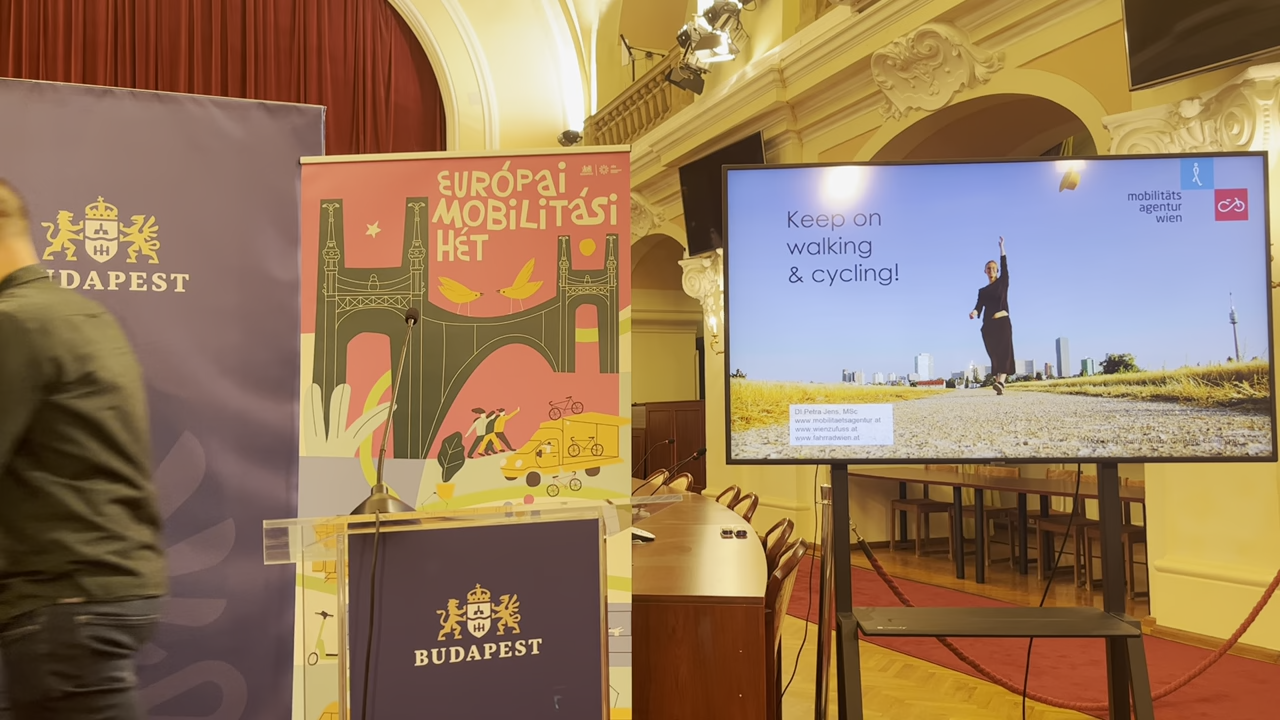 BUDAPEST
EURÓPAI
MOBILITÁSI
HÉT
BUDAPEST
Keep on
walking
& cycling!
mobilitäts
agentur
wien
DI Petra Jens, MSc
www.mobilitaetsagentur.at
www.wienzufuss.at
www.fahrradwien.at